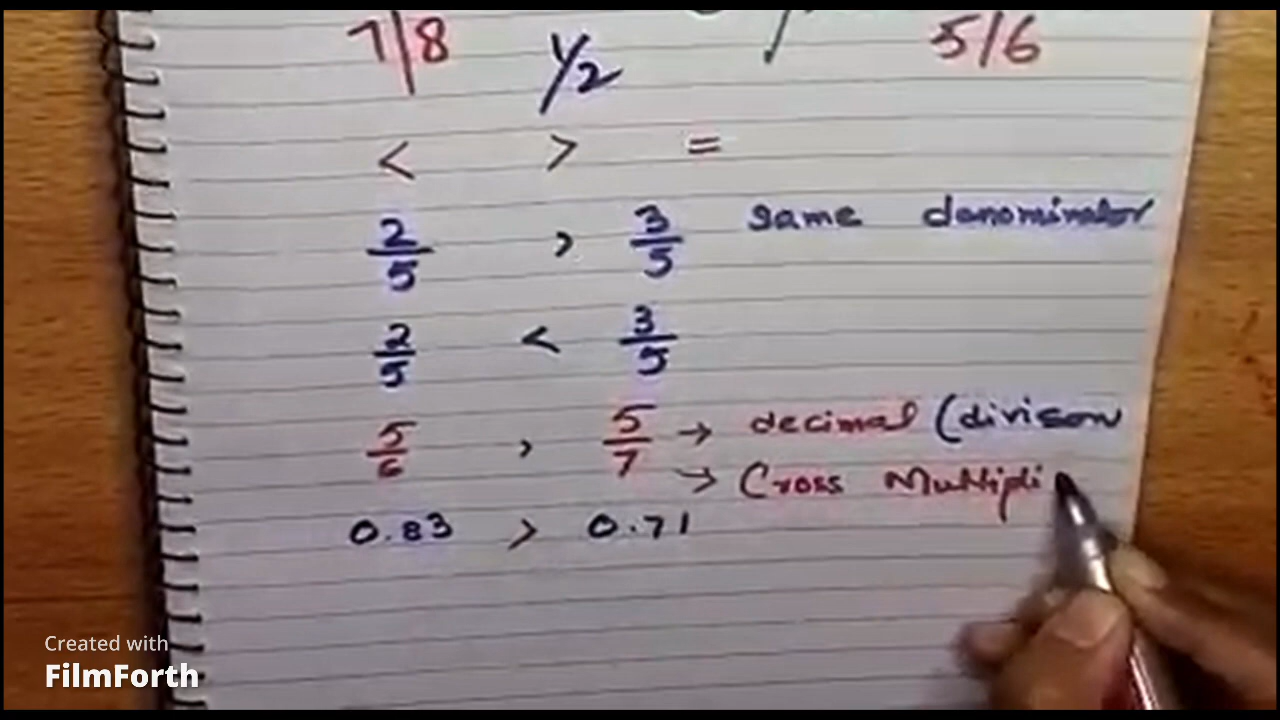 7/8 1/2 5/6
< > =
2/5 > 3/5 same danominator
2/5 < 3/5
5/6 > 5/7 → decimal (divison
→ Cross Multipli
0.83 > 0.71
Created with
FilmForth